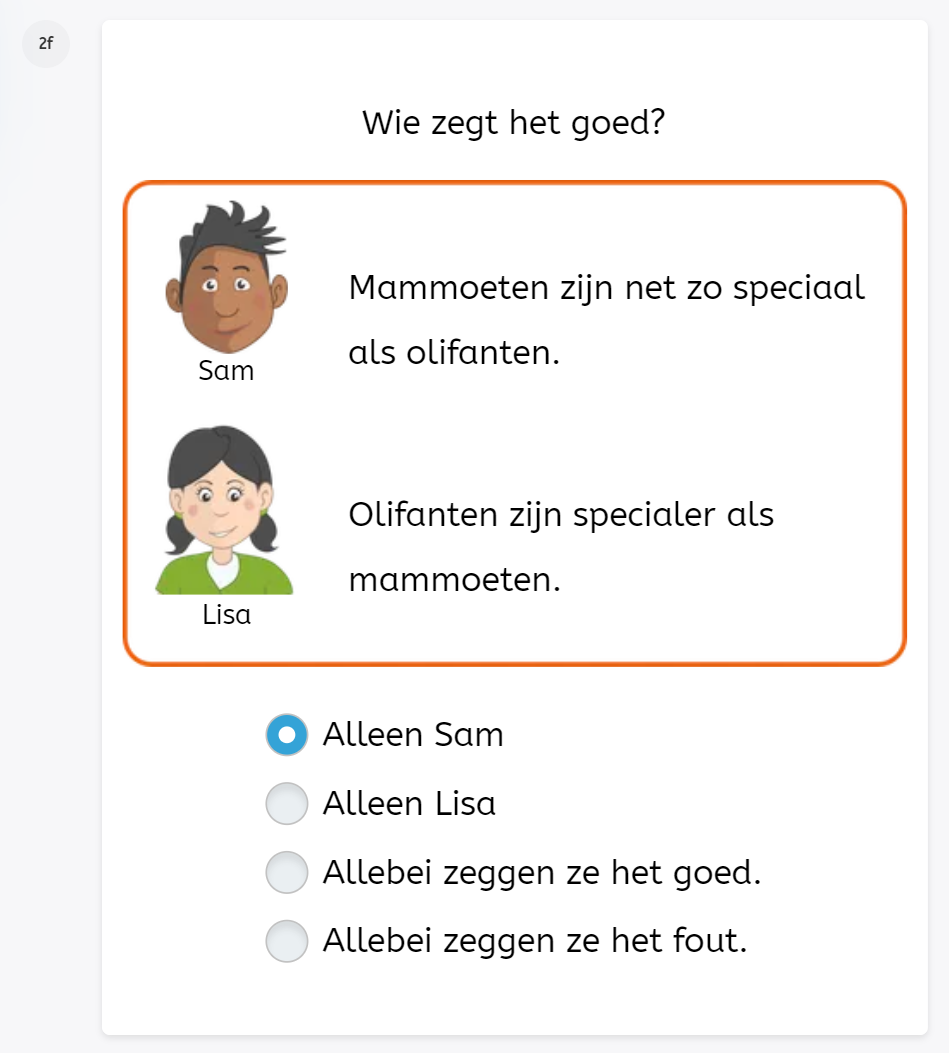 2f
Wie zegt het goed?
Mammoeten zijn net zo speciaal
als olifanten.
Sam
Olifanten zijn specialer als
mammoeten.
Lisa
Alleen Sam
Alleen Lisa
Allebei zeggen ze het goed.
Allebei zeggen ze het fout.